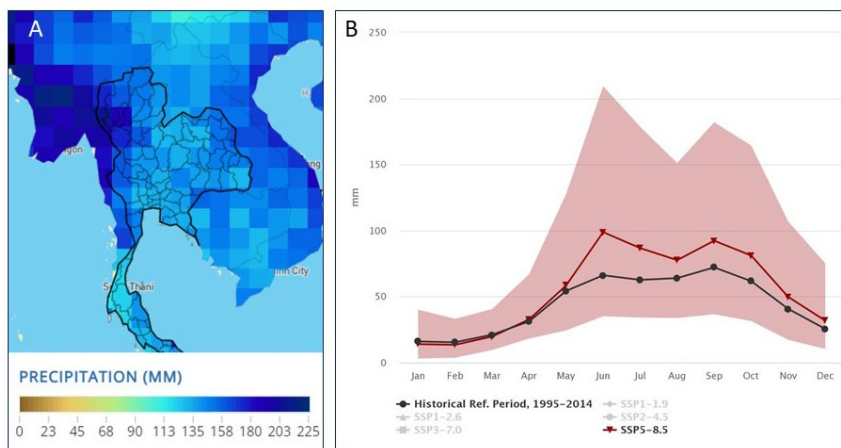 A
PRECIPITATION (MM)
0 23 45 68 90 113 135 158 180 203 225
B
250
200
150
100
50
0
mm
Jan Feb Mar Apr May Jun Jul Aug Sep Oct Nov Dec
Historical Ref. Period, 1995-2014
SSP1-1.9
SSP1-2.6
SSP2-4.5
SSP3-7.0
SSP5-8.5